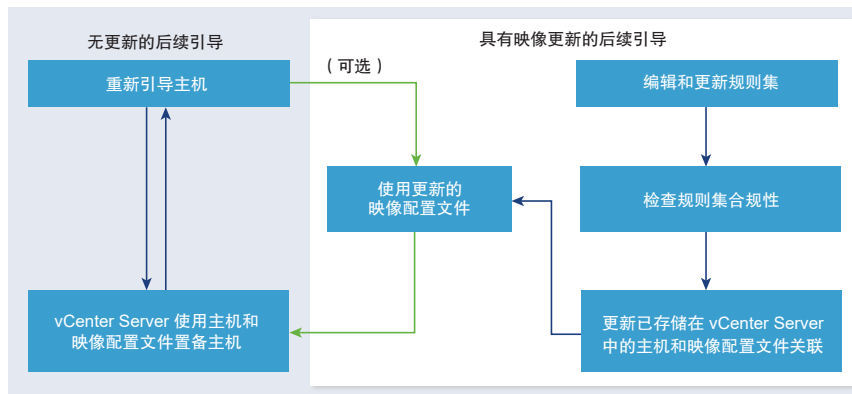 无更新的后续引导
具有映像更新的后续引导
重新引导主机
（可选）
编辑和更新规则集
使用更新的
映像配置文件
检查规则集合规性
vCenter Server 使用主机和
映像配置文件置备主机
更新已存储在 vCenter Server
中的主机和映像配置文件关联